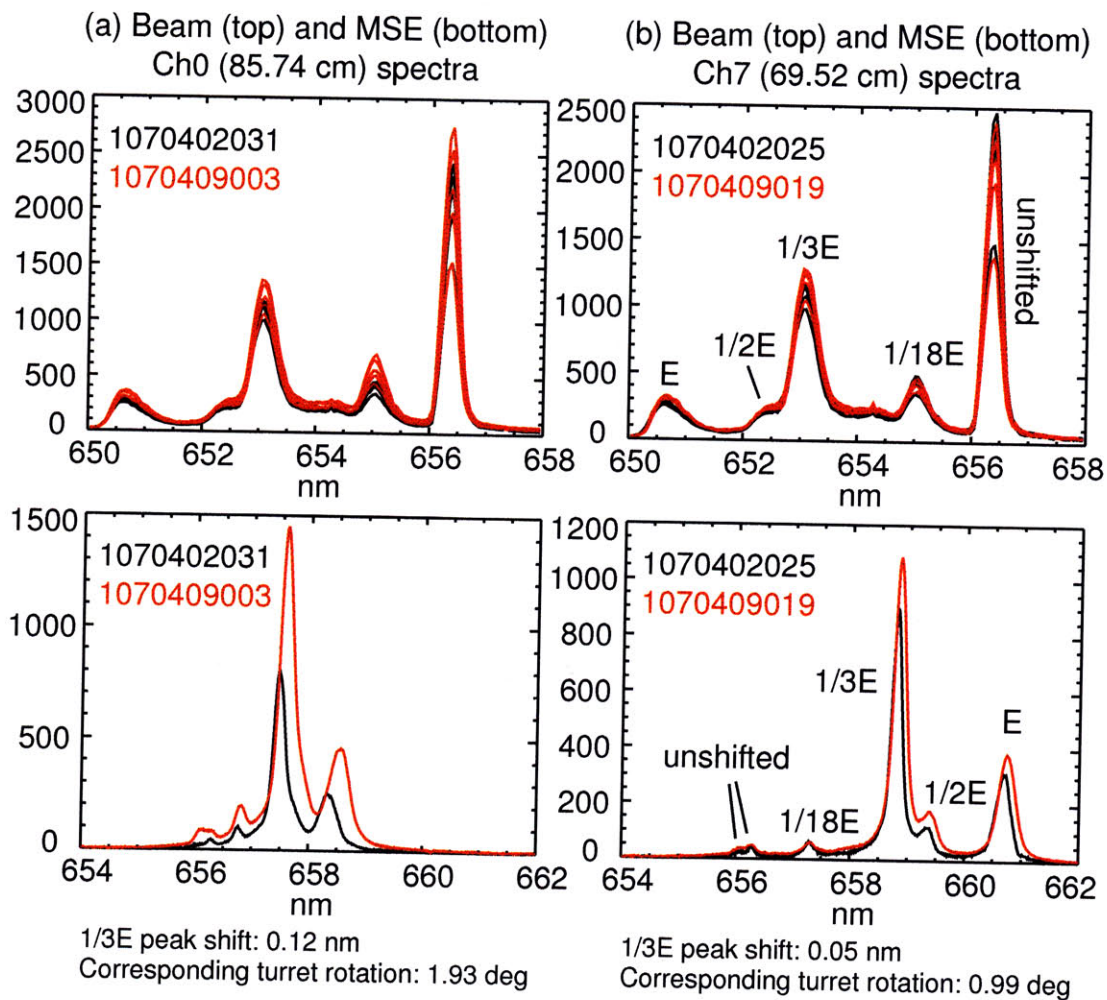 (a) Beam (top) and MSE (bottom)
Ch0 (85.74 cm) spectra
3000
2500
2000
1500
1000
500
0
1070402031
1070409003
650 652 654 656 658
nm
(b) Beam (top) and MSE (bottom)
Ch7 (69.52 cm) spectra
2500
2000
1500
1000
500
0
1070402025
1070409019
E
1/2E
1/3E
1/18E
unshifted
650 652 654 656 658
nm
1500
1000
500
0
1070402031
1070409003
654 656 658 660 662
nm
1/3E peak shift: 0.12 nm
Corresponding turret rotation: 1.93 deg
1200
1000
800
600
400
200
0
1070402025
1070409019
unshifted
1/18E
1/3E
1/2E
E
654 656 658 660 662
nm
1/3E peak shift: 0.05 nm
Corresponding turret rotation: 0.99 deg